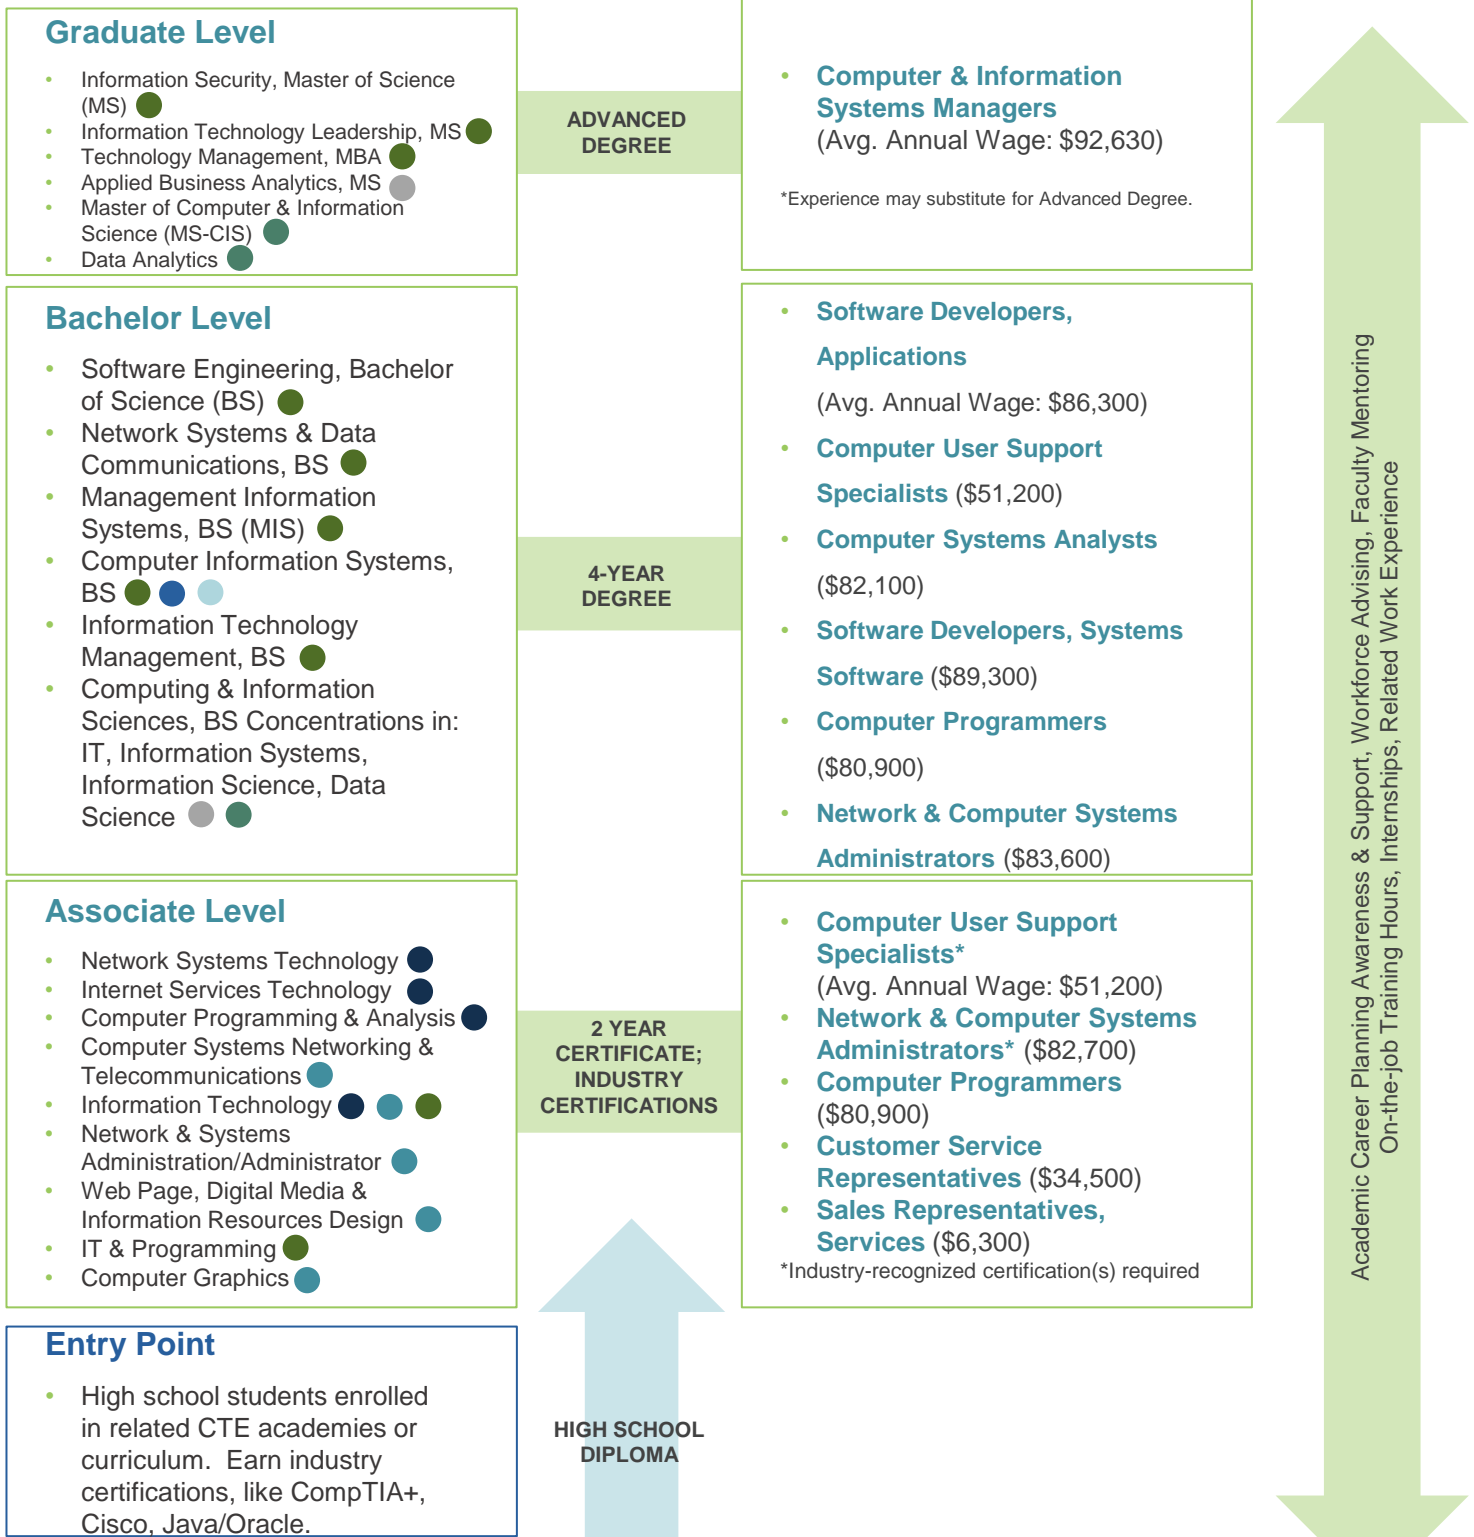 Graduate Level
• Information Security, Master of Science
(MS)
• Information Technology Leadership, MS
• Technology Management, MBA
• Applied Business Analytics, MS
• Master of Computer & Information
Science (MS-CIS)
• Data Analytics
ADVANCED
DEGREE
• Computer & Information
Systems Managers
(Avg. Annual Wage: $92,630)
*Experience may substitute for Advanced Degree.
Bachelor Level
• Software Engineering, Bachelor
of Science (BS)
• Network Systems & Data
Communications, BS
• Management Information
Systems, BS (MIS)
• Computer Information Systems,
BS
• Information Technology
Management, BS
• Computing & Information
Sciences, BS Concentrations in:
IT, Information Systems,
Information Science, Data
Science
4-YEAR
DEGREE
• Software Developers,
Applications
(Avg. Annual Wage: $86,300)
• Computer User Support
Specialists ($51,200)
• Computer Systems Analysts
($82,100)
• Software Developers, Systems
Software ($89,300)
• Computer Programmers
($80,900)
• Network & Computer Systems
Administrators ($83,600)
Associate Level
• Network Systems Technology
• Internet Services Technology
• Computer Programming & Analysis
• Computer Systems Networking &
Telecommunications
• Information Technology
• Network & Systems
Administration/Administrator
• Web Page, Digital Media &
Information Resources Design
• IT & Programming
• Computer Graphics
2 YEAR
CERTIFICATE;
INDUSTRY
CERTIFICATIONS
• Computer User Support
Specialists*
(Avg. Annual Wage: $51,200)
• Network & Computer Systems
Administrators* ($82,700)
• Computer Programmers
($80,900)
• Customer Service
Representatives ($34,500)
• Sales Representatives,
Services ($6,300)
*Industry-recognized certification(s) required
Entry Point
• High school students enrolled
in related CTE academies or
curriculum.  Earn industry
certifications, like CompTIA+,
Cisco, Java/Oracle.
HIGH SCHOOL
DIPLOMA
Academic Career Planning Awareness & Support, Workforce Advising, Faculty Mentoring
On-the-job Training Hours, Internships, Related Work Experience